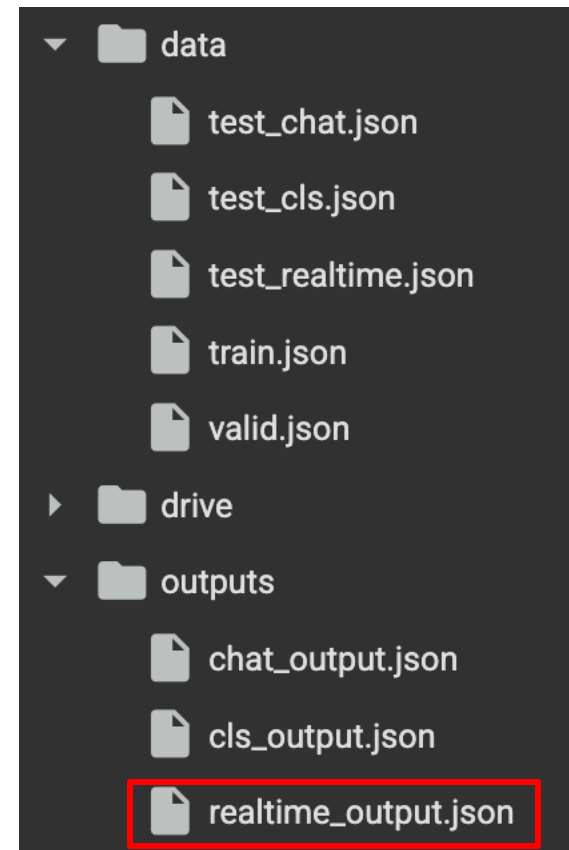 data
test_chat.json
test_cls.json
test_realtime.json
train.json
valid.json
drive
outputs
chat_output.json
cls_output.json
realtime_output.json